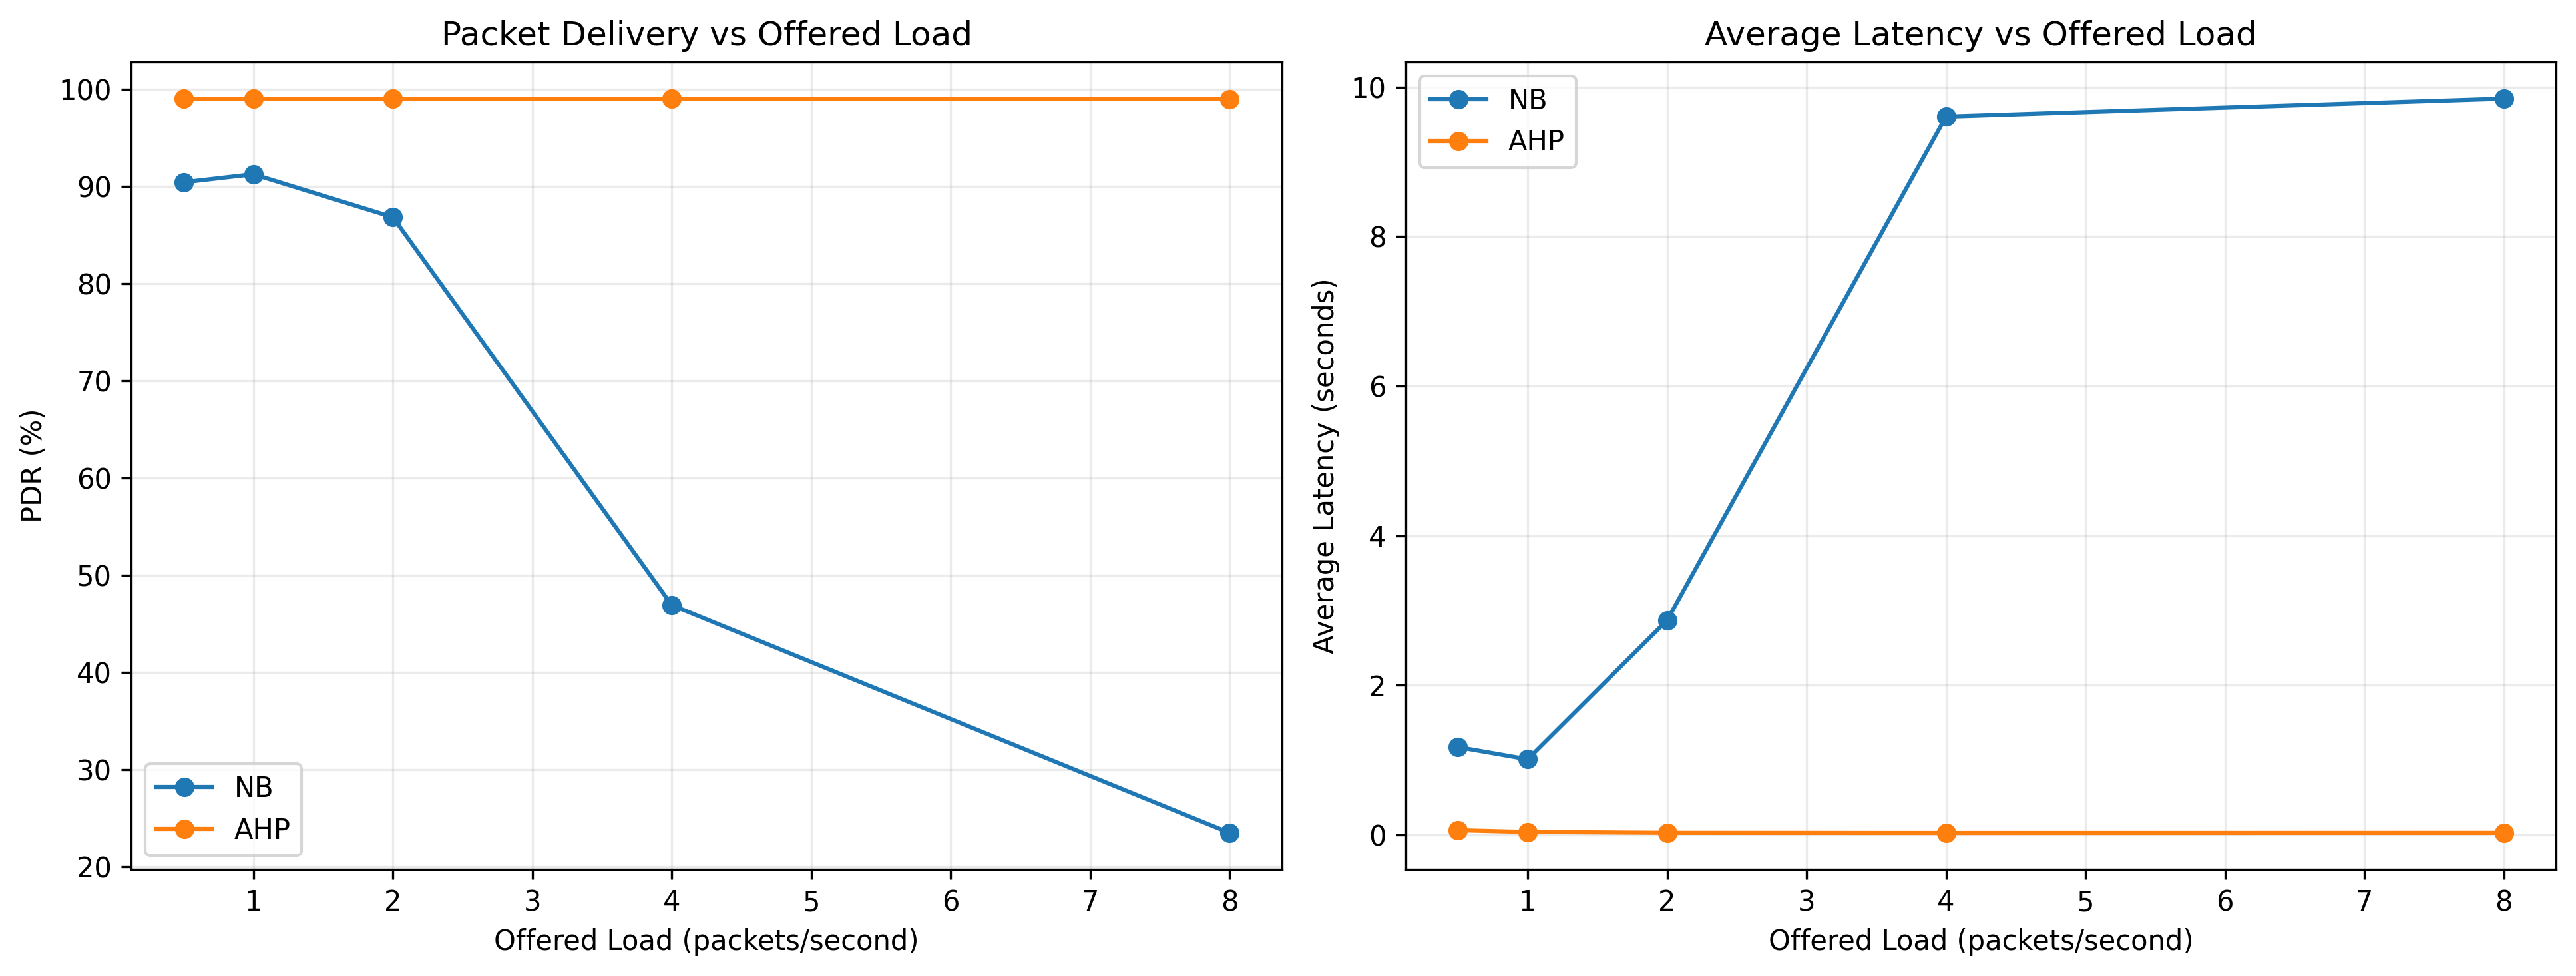 Packet Delivery vs Offered Load
PDR (%)
100
90
80
70
60
50
40
30
20
NB
AHP
1 2 3 4 5 6 7 8
Offered Load (packets/second)
Average Latency vs Offered Load
Average Latency (seconds)
10
8
6
4
2
0
NB
AHP
1 2 3 4 5 6 7 8
Offered Load (packets/second)